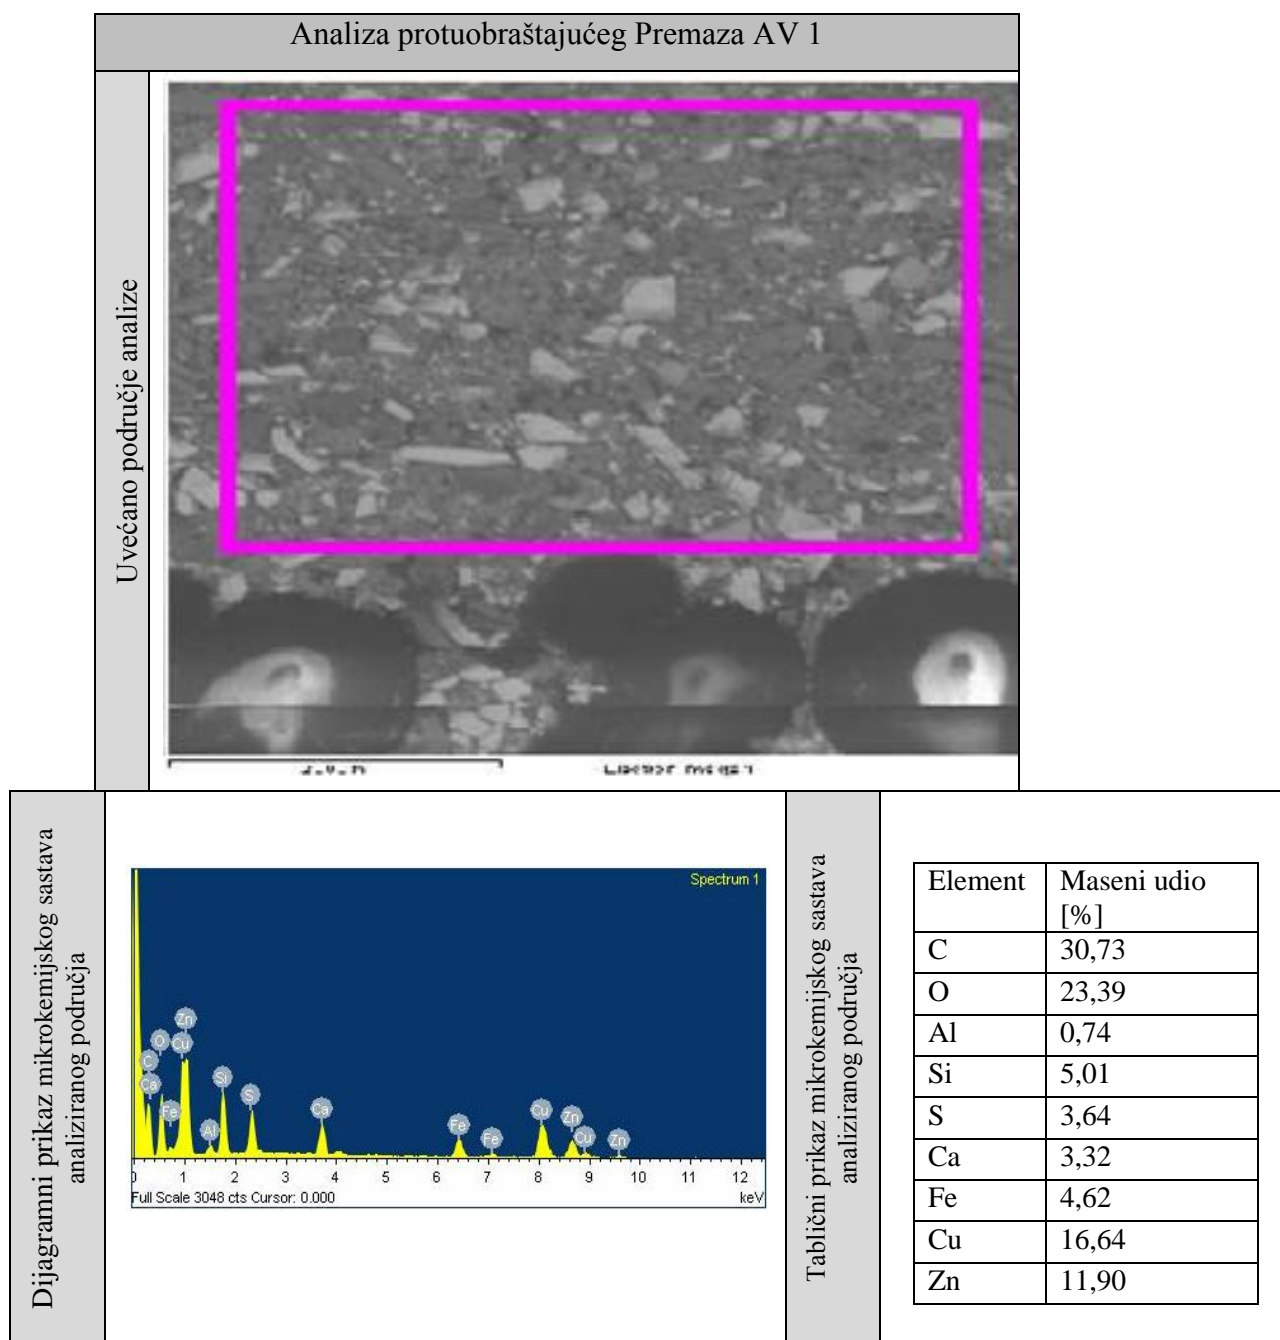 Analiza protuobraštajućeg Premaza AV 1
Uvećano područje analize
Dijagramni prikaz mikrokemijskog sastava
analiziranog područja
Spectrum 1
Zn
O
Cu
C
Ca
Fe
Al
Si
S
Ca
Fe
Fe
Cu
Zn
Cu
Zn
0 1 2 3 4 5 6 7 8 9 10 11 12
Full Scale 3048 cts Cursor: 0.000 keV
Tablični prikaz mikrokemijskog sastava
analiziranog područja
Element Maseni udio
[%]
C 30,73
O 23,39
Al 0,74
Si 5,01
S 3,64
Ca 3,32
Fe 4,62
Cu 16,64
Zn 11,90